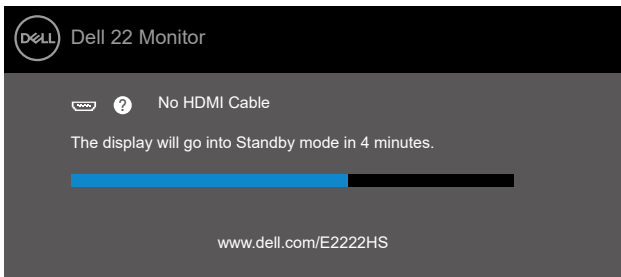 DELL Dell 22 Monitor
? No HDMI Cable
The display will go into Standby mode in 4 minutes.
www.dell.com/E2222HS